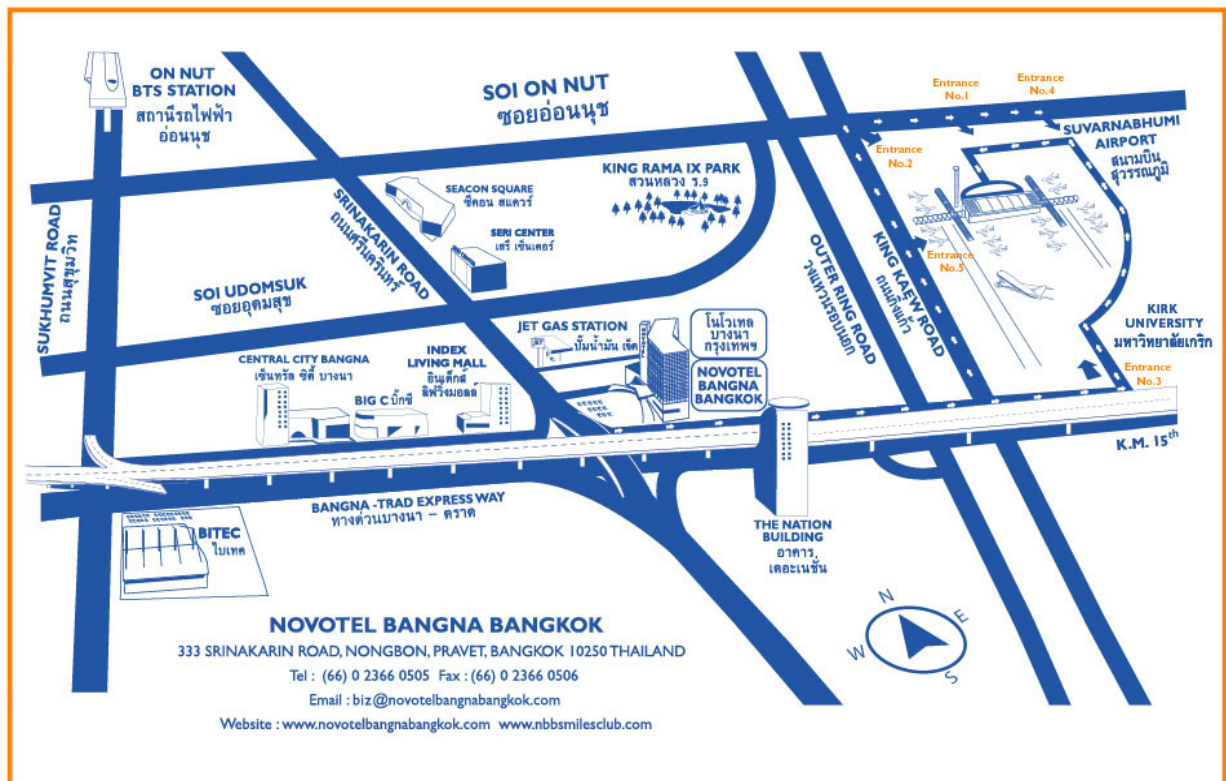 ON NUT
BTS STATION
สถานีรถไฟฟ้า
อ่อนนุช
SOI ON NUT
ซอยอ่อนนุช
Entrance
No.1
Entrance
No.4
Entrance
No.2
SUVARNABHUMI
AIRPORT
สนามบิน
สุวรรณภูมิ
KING RAMA IX PARK
สวนหลวง ร.9
SEACON SQUARE
ซีคอน สแควร์
SERI CENTER
เสรี เซ็นเตอร์
SRINAKARIN ROAD
ถนนศรีนครินทร์
SUKHUMVIT ROAD
ถนนสุขุมวิท
SOI UDOMSUK
ซอยอุดมสุข
OUTER RING ROAD
วงแหวนรอบนอก
KING KAEW ROAD
ถนนกิ่งแก้ว
Entrance
No.5
KIRK
UNIVERSITY
มหาวิทยาลัยเกริก
Entrance
No.3
JET GAS STATION
ปั๊มน้ำมัน เจ็ต
โนโวเทล
บางนา
กรุงเทพฯ
NOVOTEL
BANGNA
BANGKOK
CENTRAL CITY BANGNA
เซ็นทรัล ซิตี้ บางนา
BIG C บิ๊กซี
INDEX
LIVING MALL
อินเด็กส์
ลิฟวิ่งมอลล์
K.M. 15th
BANGNA -TRAD EXPRESS WAY
ทางด่วนบางนา – ตราด
BITEC
ไบเทค
THE NATION
BUILDING
อาคาร
เดอะเนชั่น
N
E
W
S
NOVOTEL BANGNA BANGKOK
333 SRINAKARIN ROAD, NONGBON, PRAVET, BANGKOK 10250 THAILAND
Tel : (66) 0 2366 0505 Fax : (66) 0 2366 0506
Email : biz@novotelbangnabangkok.com
Website : www.novotelbangnabangkok.com www.nbbsmilesclub.com